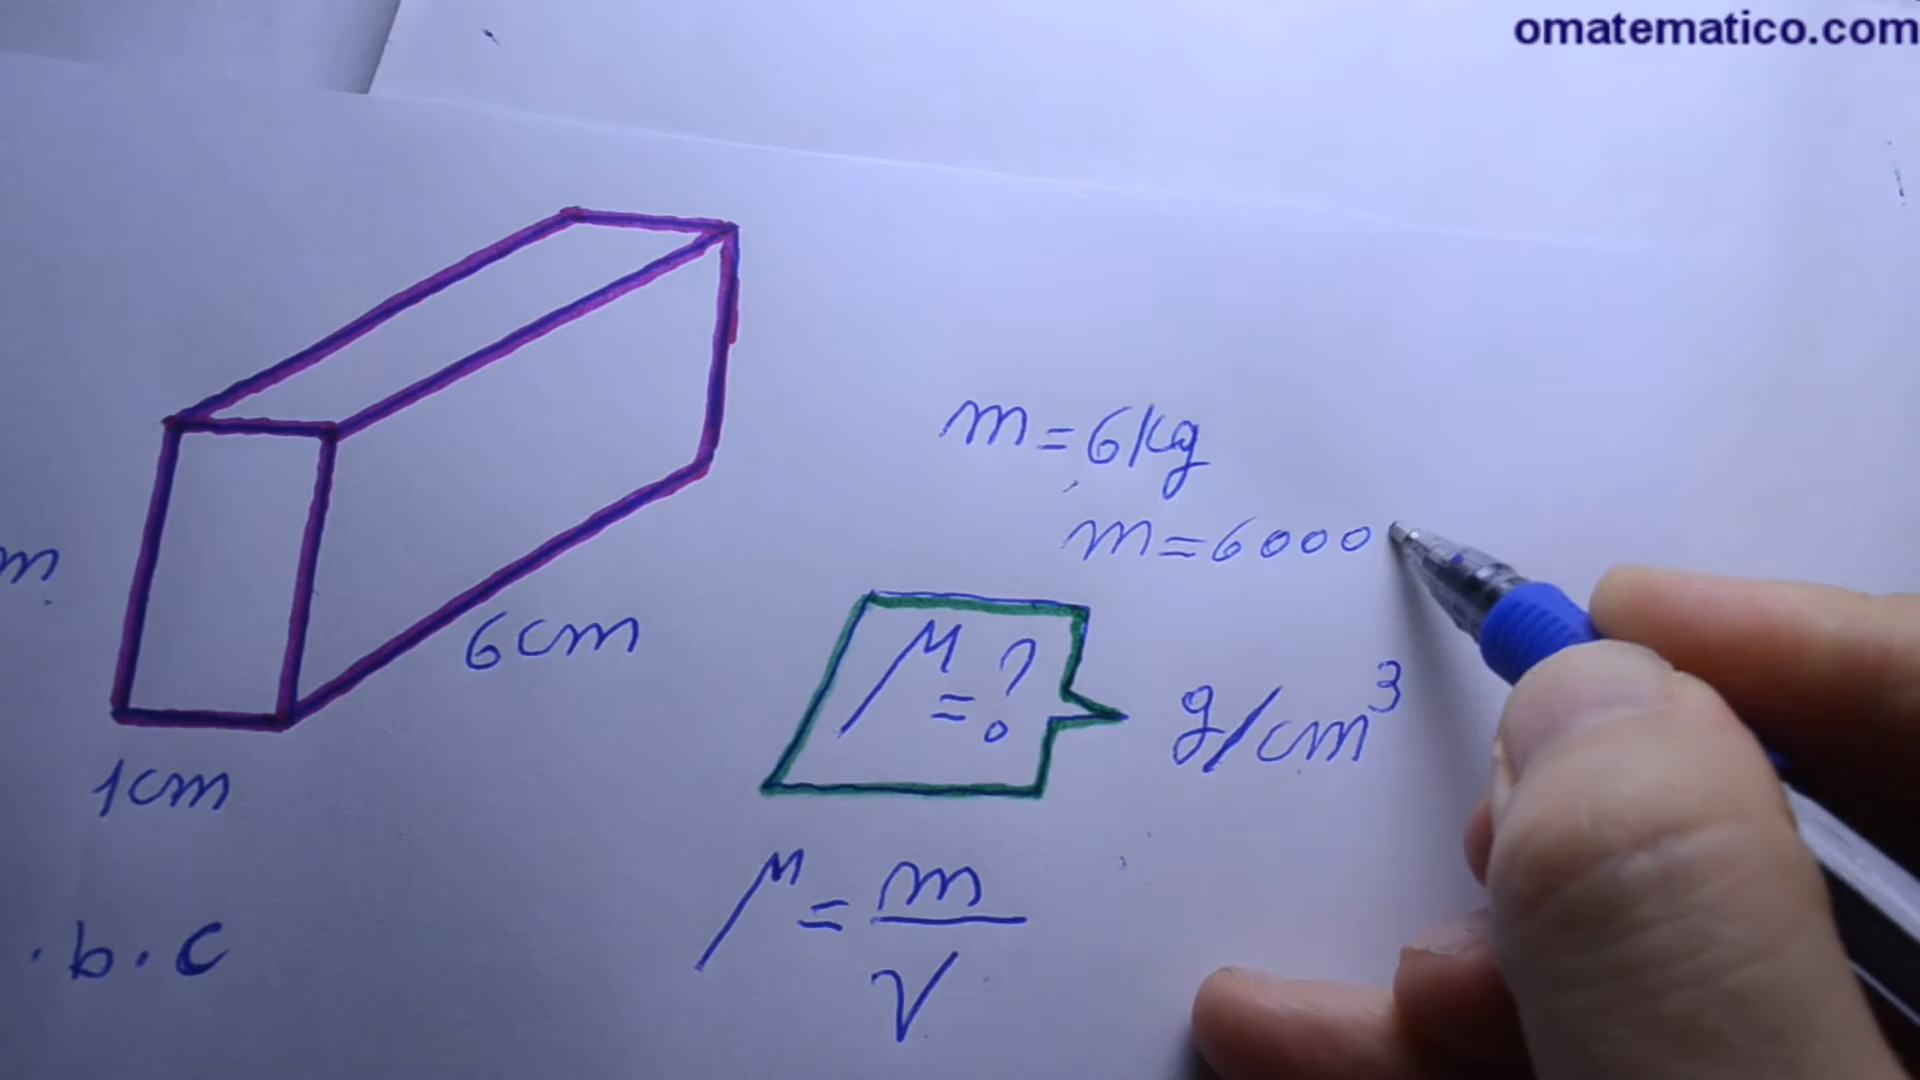 omatematico.com
m = 6kg
m = 6000
m
6cm
μ = ?
g/cm³
1cm
μ = m/V
. b . c